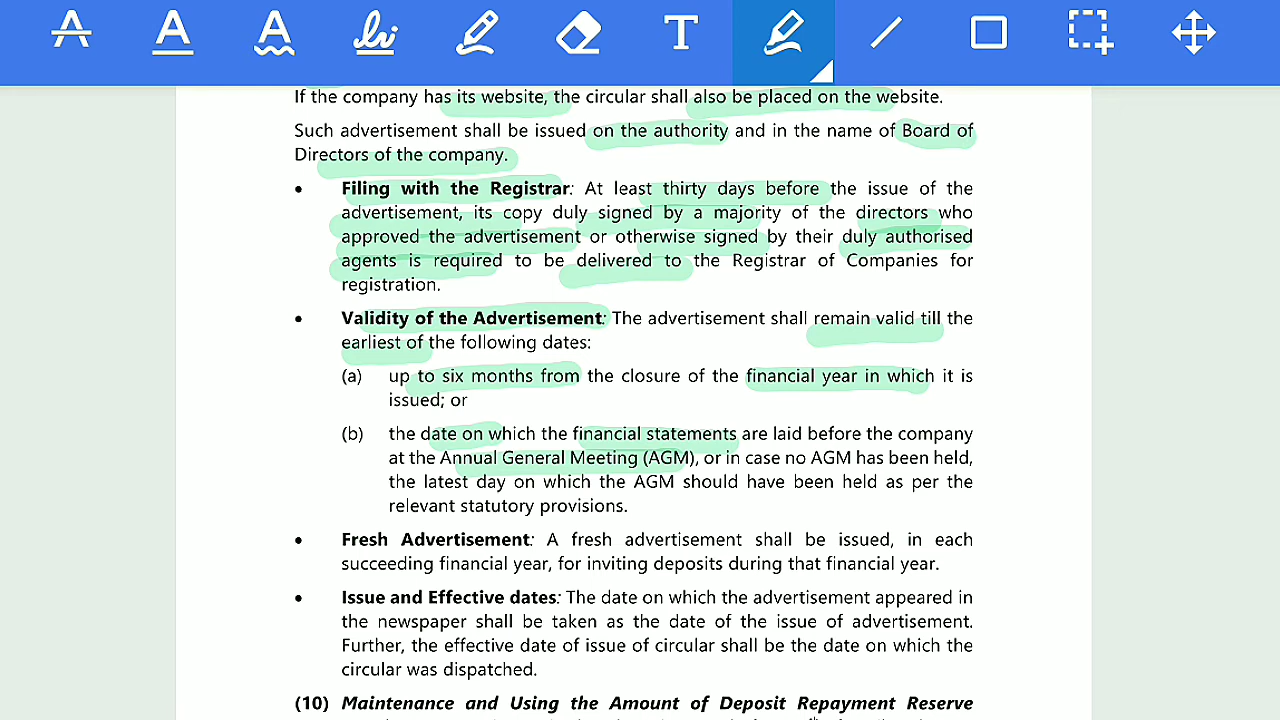 If the company has its website, the circular shall also be placed on the website.
Such advertisement shall be issued on the authority and in the name of Board of
Directors of the company.
• Filing with the Registrar: At least thirty days before the issue of the
advertisement, its copy duly signed by a majority of the directors who
approved the advertisement or otherwise signed by their duly authorised
agents is required to be delivered to the Registrar of Companies for
registration.
• Validity of the Advertisement: The advertisement shall remain valid till the
earliest of the following dates:
(a) up to six months from the closure of the financial year in which it is
issued; or
(b) the date on which the financial statements are laid before the company
at the Annual General Meeting (AGM), or in case no AGM has been held,
the latest day on which the AGM should have been held as per the
relevant statutory provisions.
• Fresh Advertisement: A fresh advertisement shall be issued, in each
succeeding financial year, for inviting deposits during that financial year.
• Issue and Effective dates: The date on which the advertisement appeared in
the newspaper shall be taken as the date of the issue of advertisement.
Further, the effective date of issue of circular shall be the date on which the
circular was dispatched.
(10) Maintenance and Using the Amount of Deposit Repayment Reserve